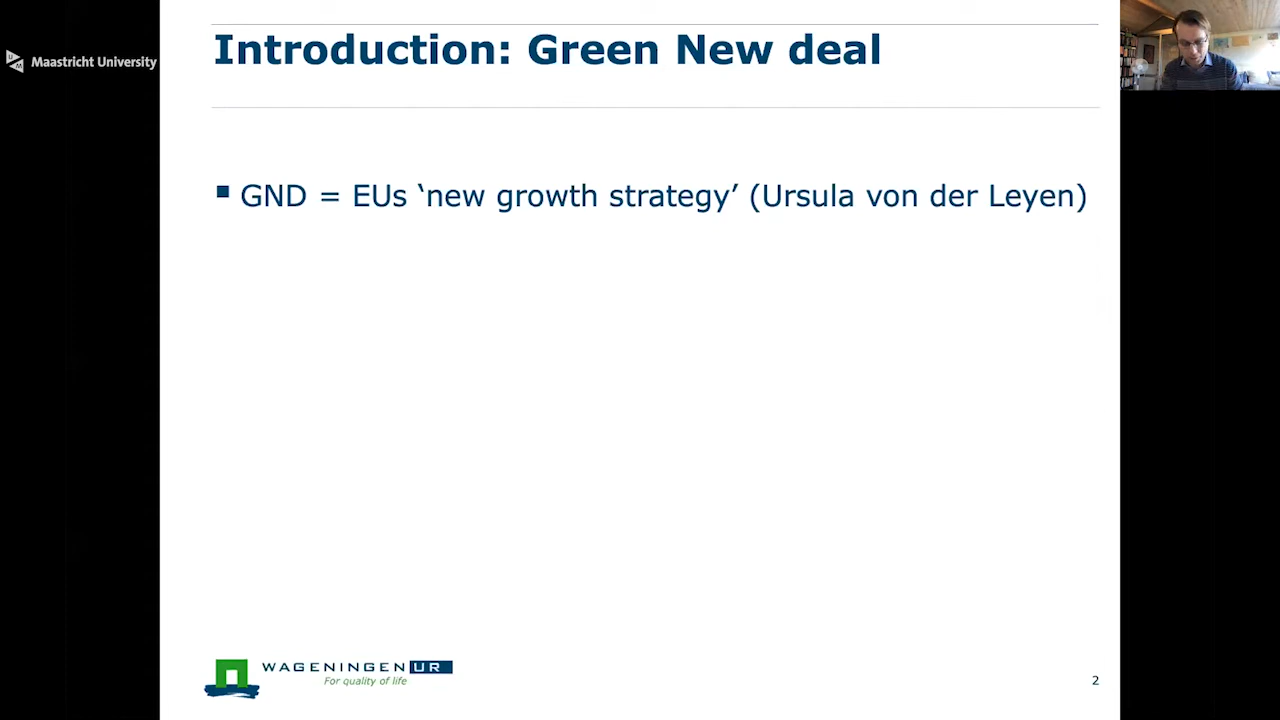 Maastricht University
Introduction: Green New deal
▪ GND = EUs ‘new growth strategy’ (Ursula von der Leyen)
WAGENINGEN UR
For quality of life
2